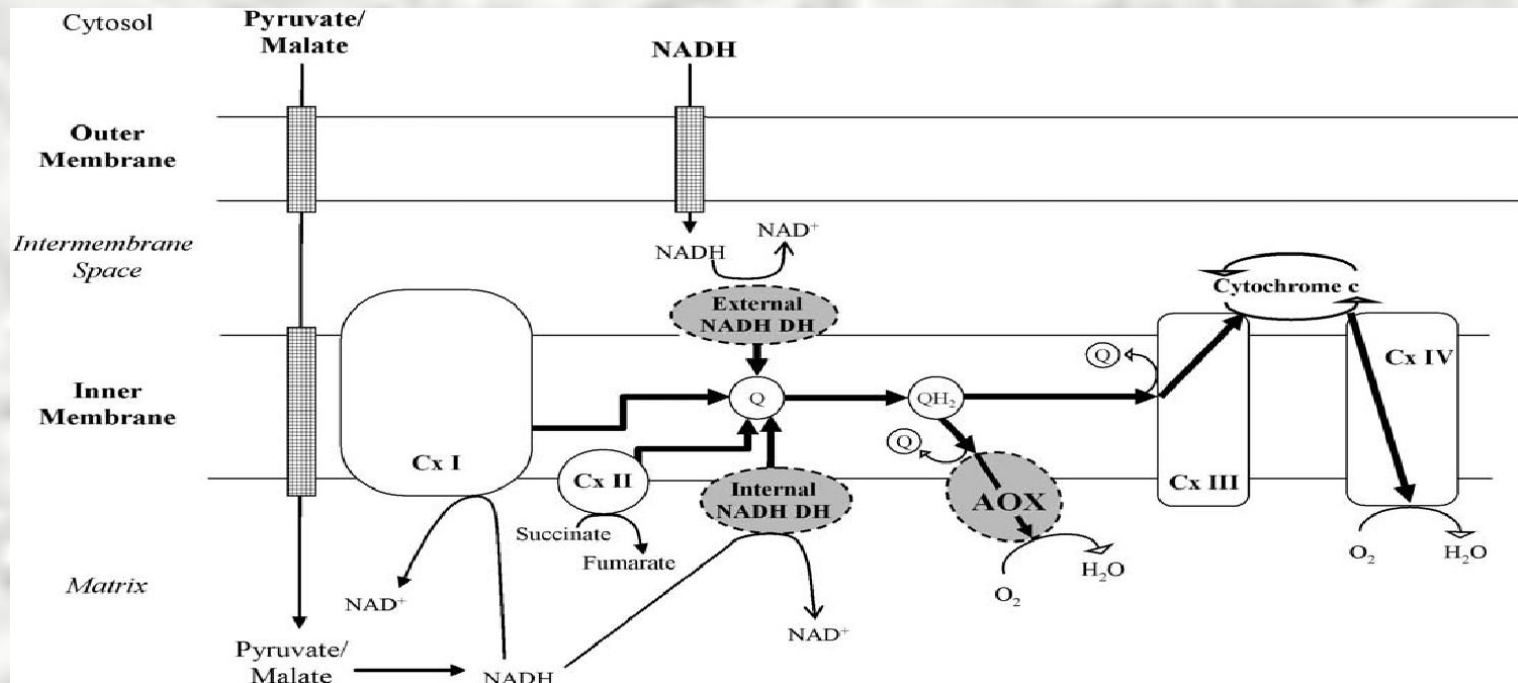 Cytosol
Pyruvate/
Malate
NADH
Outer
Membrane
Intermembrane
Space
NADH
NAD⁺
External
NADH DH
Cytochrome c
Inner
Membrane
Cx I
Cx II
Q
QH₂
Q
Q
Cx III
Cx IV
Internal
NADH DH
AOX
Succinate
Fumarate
O₂
H₂O
O₂
H₂O
Matrix
NAD⁺
NAD⁺
Pyruvate/
Malate
NADH